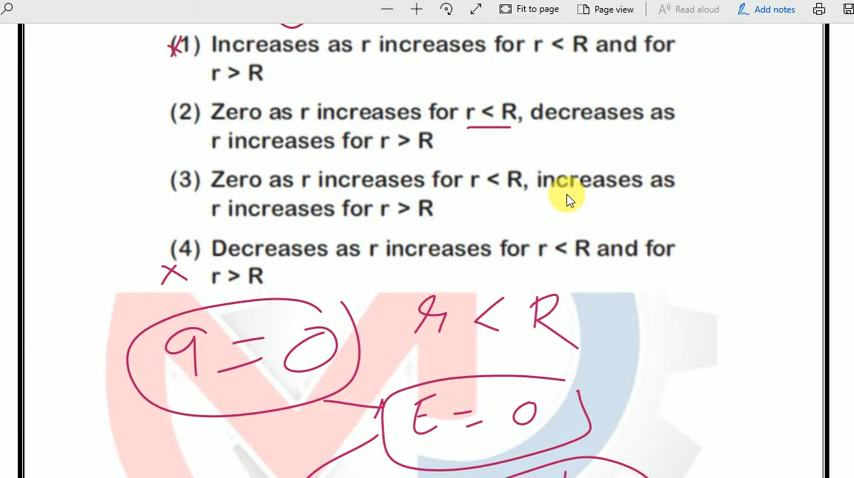 Fit to page
Page view
Read aloud
Add notes
(1) Increases as r increases for r < R and for
r > R
(2) Zero as r increases for r < R, decreases as
r increases for r > R
(3) Zero as r increases for r < R, increases as
r increases for r > R
(4) Decreases as r increases for r < R and for
r > R
q = 0
r < R
E = 0